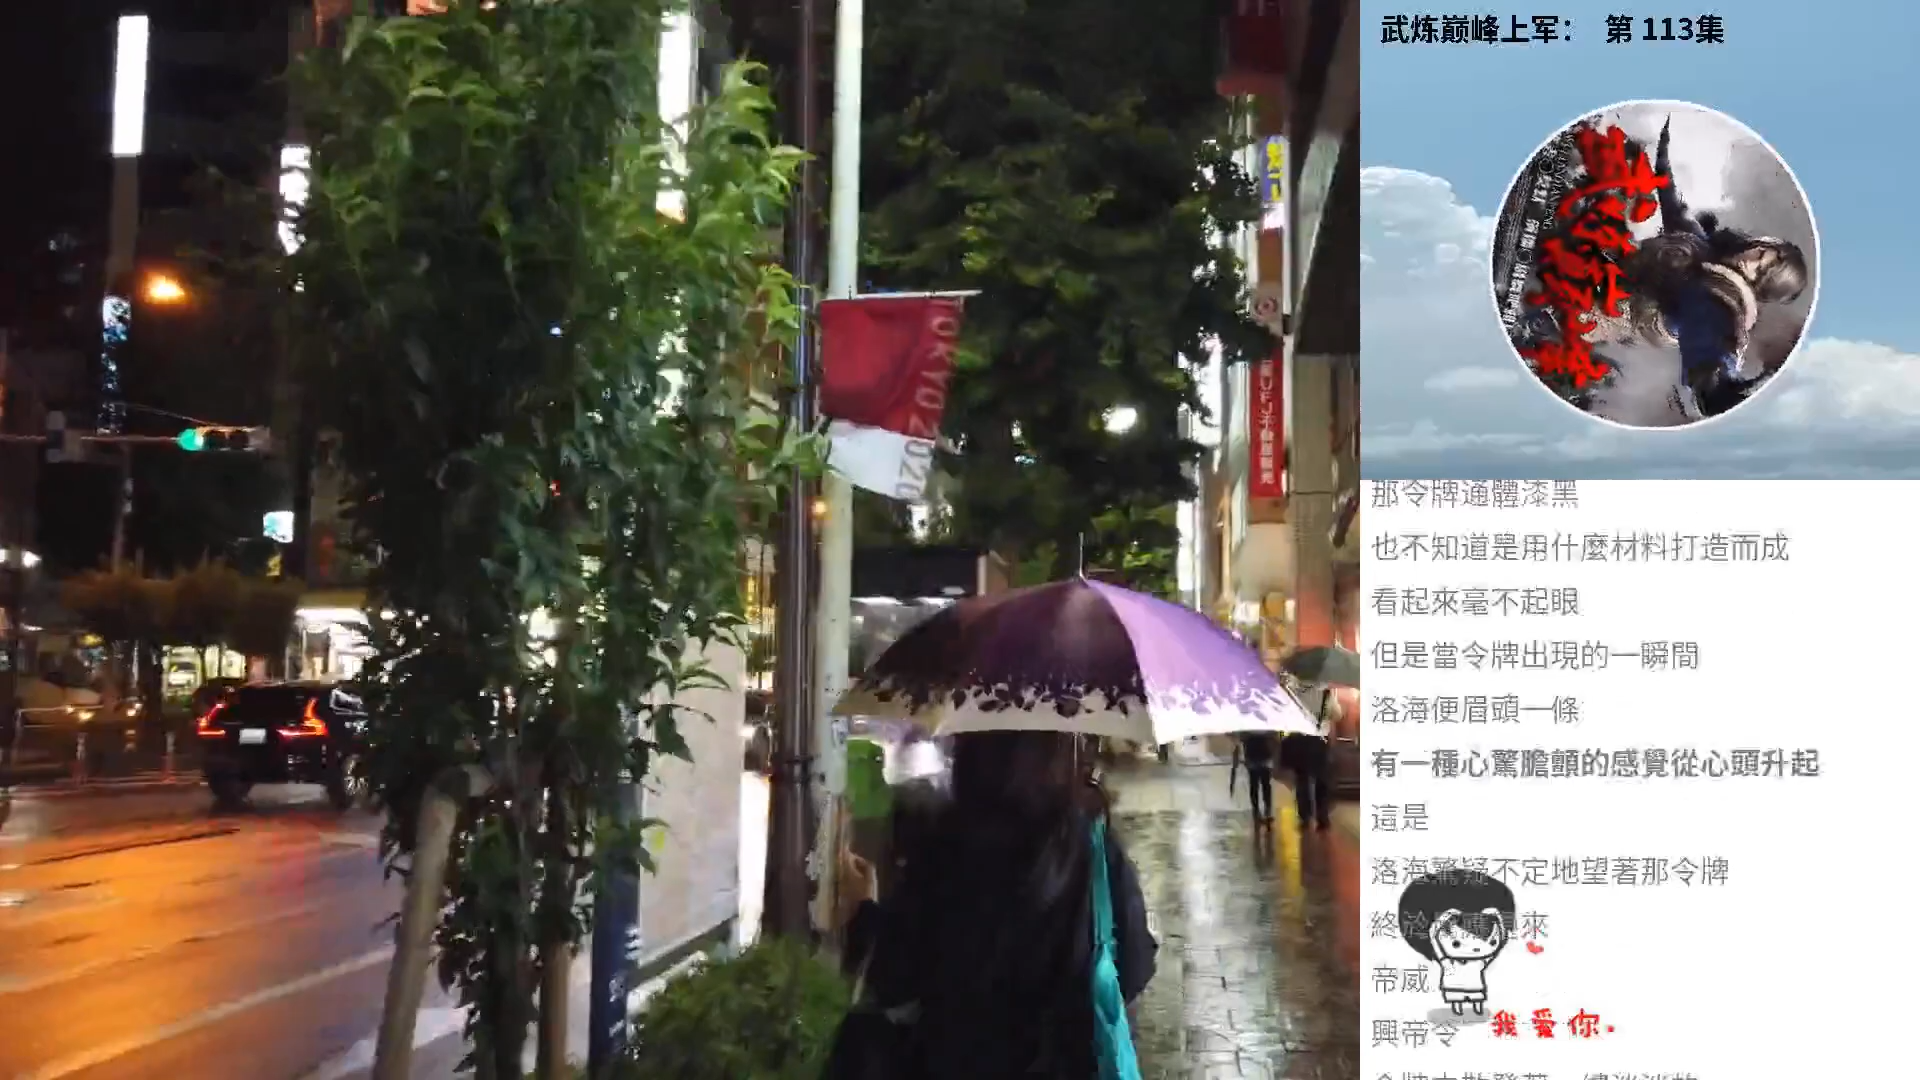 武炼巅峰上军： 第 113集
TOKYO 2020
那令牌通體漆黑
也不知道是用什麼材料打造而成
看起來毫不起眼
但是當令牌出現的一瞬間
洛海便眉頭一條
有一種心驚膽顫的感覺從心頭升起
這是
洛海驚疑不定地望著那令牌
終於
來
帝威
興帝令
我爱你.